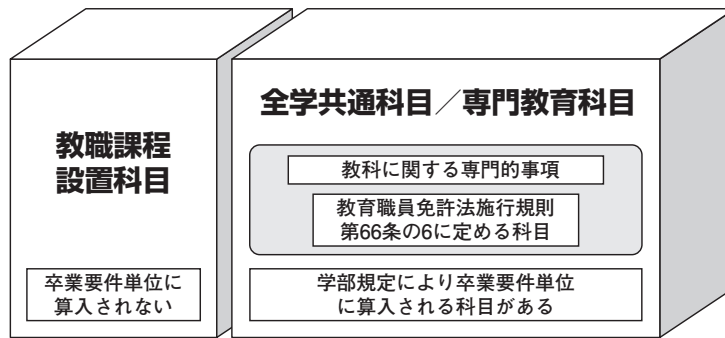 教職課程
設置科目
卒業要件単位に
算入されない
全学共通科目／専門教育科目
教科に関する専門的事項
教育職員免許法施行規則
第66条の6に定める科目
学部規定により卒業要件単位
に算入される科目がある